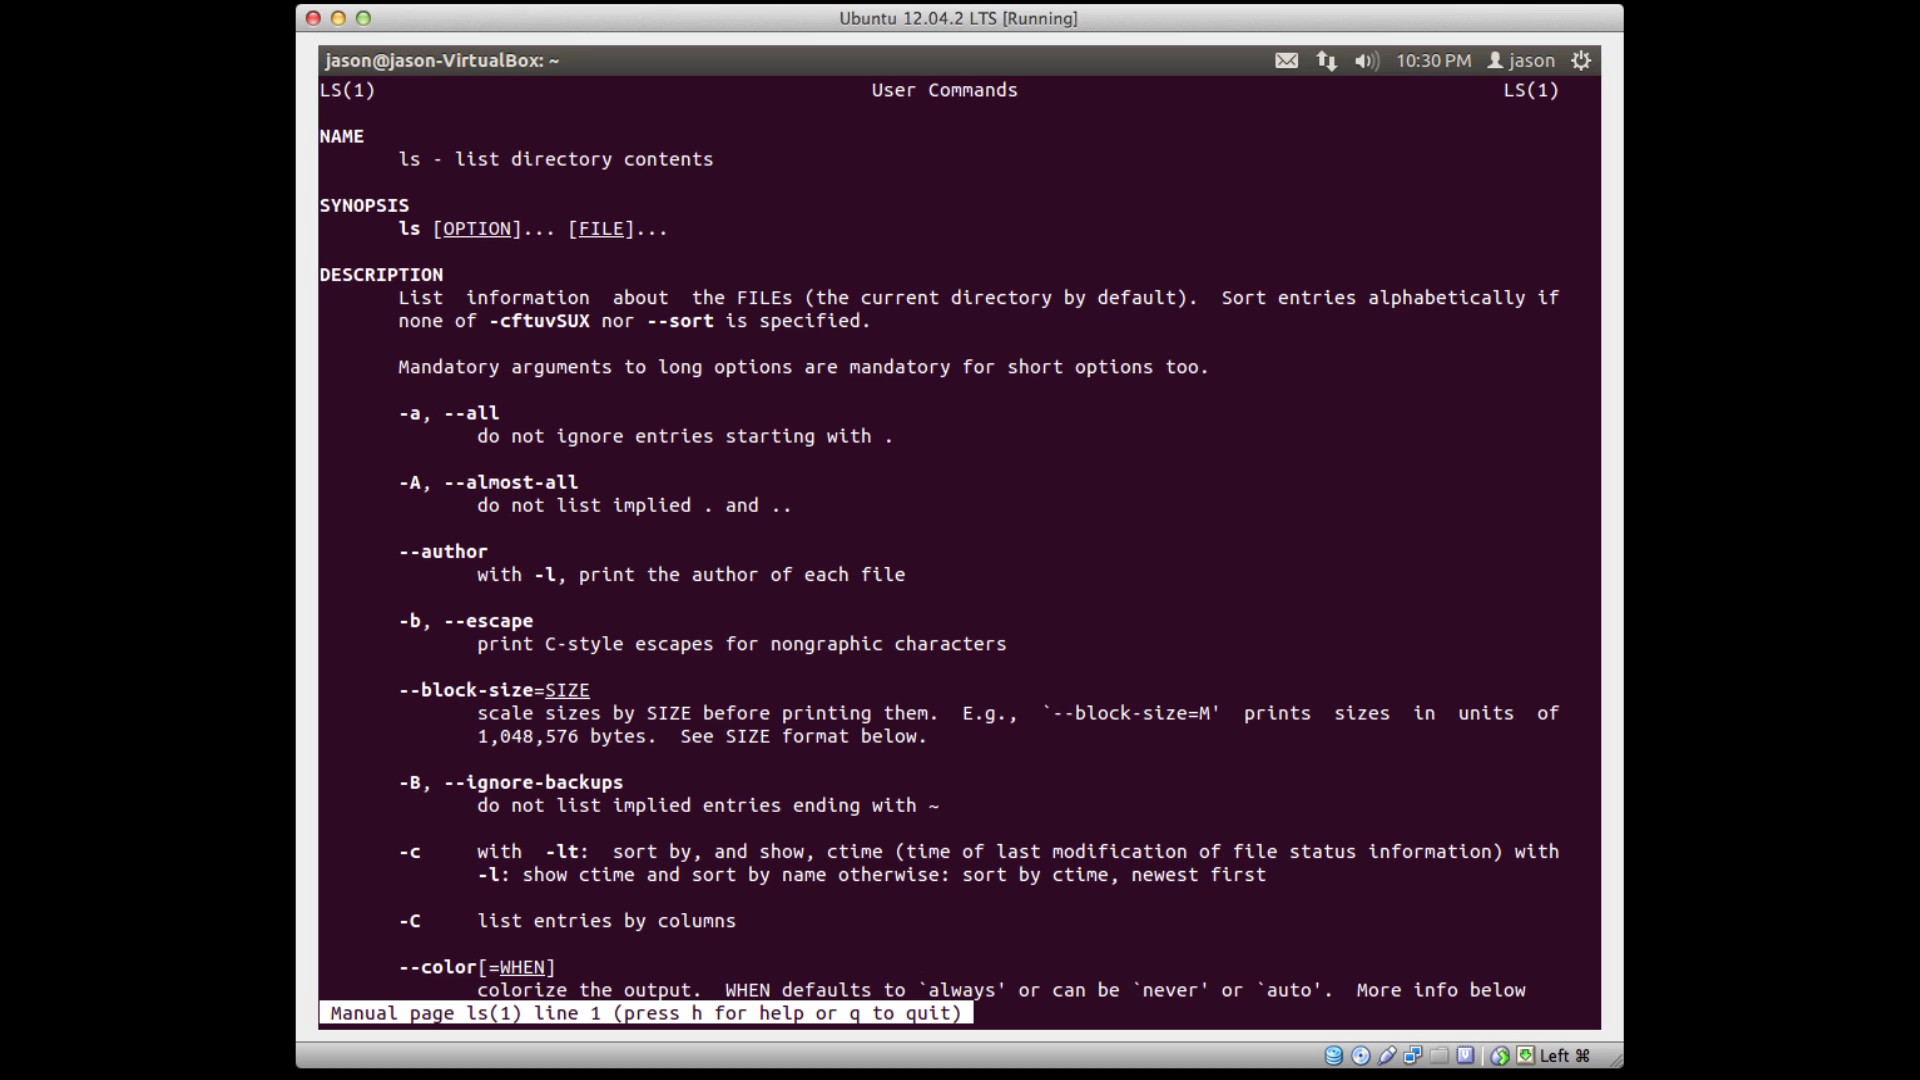 Ubuntu 12.04.2 LTS [Running]
jason@jason-VirtualBox: ~ 10:30 PM jason
LS(1) User Commands LS(1)
NAME
ls - list directory contents
SYNOPSIS
ls [OPTION]... [FILE]...
DESCRIPTION
List information about the FILEs (the current directory by default). Sort entries alphabetically if
none of -cftuvSUX nor --sort is specified.
Mandatory arguments to long options are mandatory for short options too.
-a, --all
do not ignore entries starting with .
-A, --almost-all
do not list implied . and ..
--author
with -l, print the author of each file
-b, --escape
print C-style escapes for nongraphic characters
--block-size=SIZE
scale sizes by SIZE before printing them. E.g., `--block-size=M' prints sizes in units of
1,048,576 bytes. See SIZE format below.
-B, --ignore-backups
do not list implied entries ending with ~
-c with -lt: sort by, and show, ctime (time of last modification of file status information) with
-l: show ctime and sort by name otherwise: sort by ctime, newest first
-C list entries by columns
--color[=WHEN]
colorize the output. WHEN defaults to `always' or can be `never' or `auto'. More info below
Manual page ls(1) line 1 (press h for help or q to quit)
Left ⌘